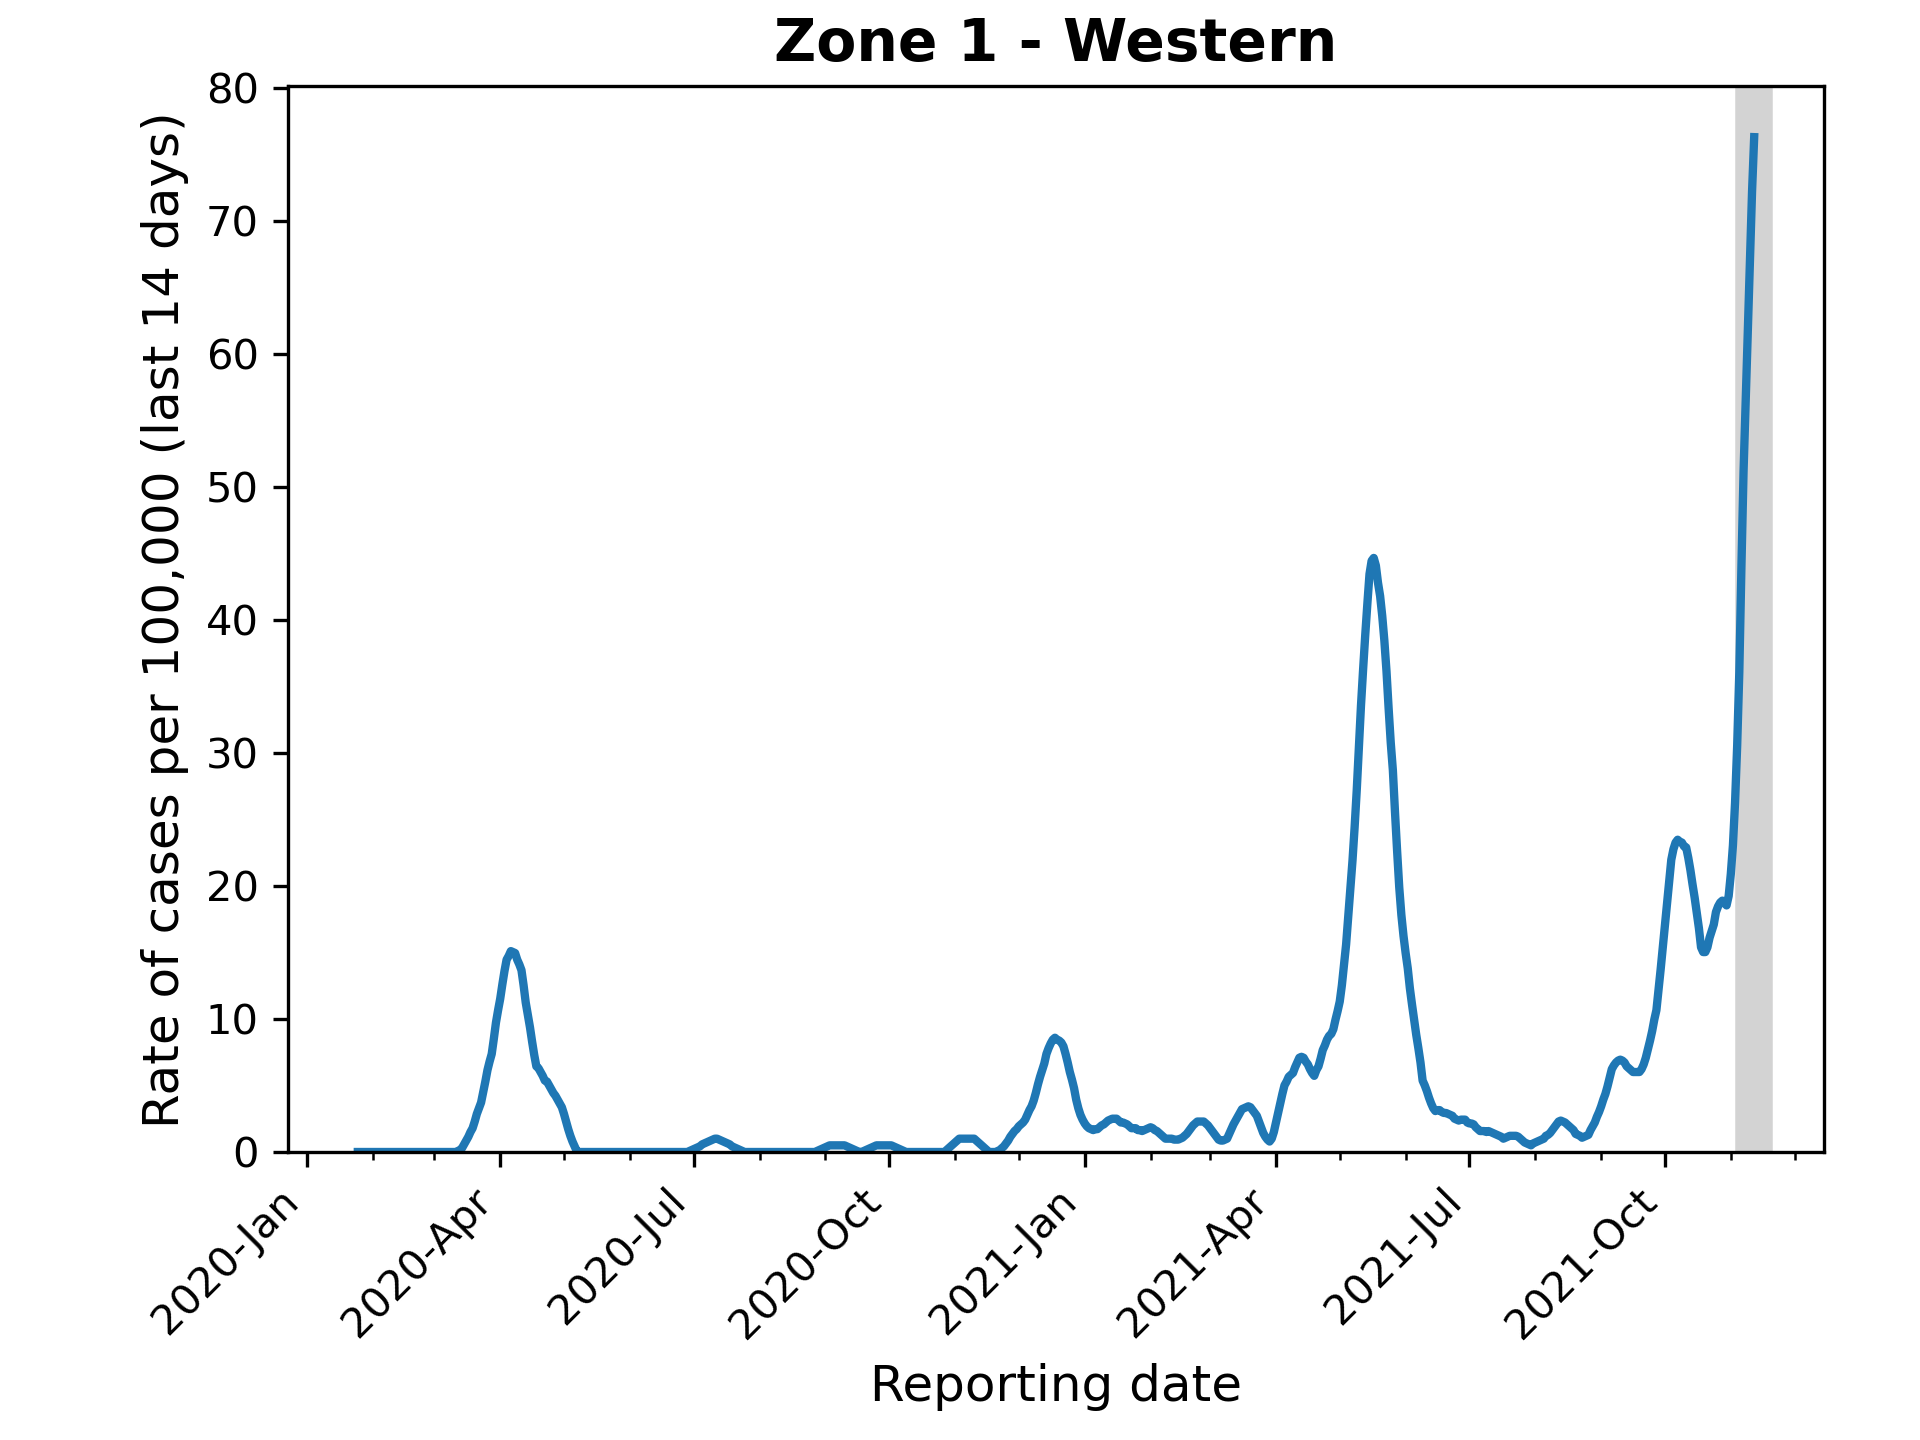 Zone 1 - Western
Rate of cases per 100,000 (last 14 days)
80
70
60
50
40
30
20
10
0
2020-Jan
2020-Apr
2020-Jul
2020-Oct
2021-Jan
2021-Apr
2021-Jul
2021-Oct
Reporting date